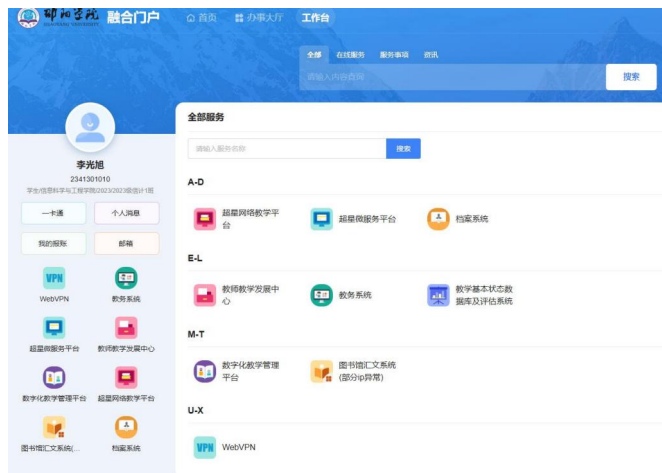 邵阳学院 融合门户 首页 办事大厅 工作台
全部 在线服务 服务事项 资讯
请输入内容查询 搜索
李光旭
2341301010
学生/信息科学与工程学院/2023/2023级信计1班
一卡通 个人消息
我的报账 邮箱
VPN
WebVPN 教务系统
超星微服务平台 教师教学发展中心
数字化教学管理平台 超星网络教学平台
图书馆汇文系统(... 档案系统
全部服务
请输入服务名称 搜索
A-D
超星网络教学平
台
超星微服务平台
档案系统
E-L
教师教学发展中
心
教务系统
教学基本状态数
据库及评估系统
M-T
数字化教学管理
平台
图书馆汇文系统
(部分ip异常)
U-X
VPN WebVPN